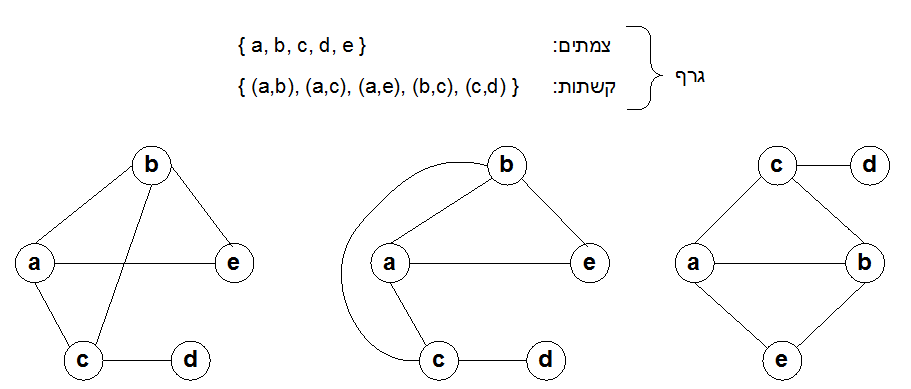 צמתים: { a, b, c, d, e }
קשתות: { (a,b), (a,c), (a,e), (b,c), (c,d) }
גרף
b
a
e
c
d
b
a
e
c
d
c
d
a
b
e